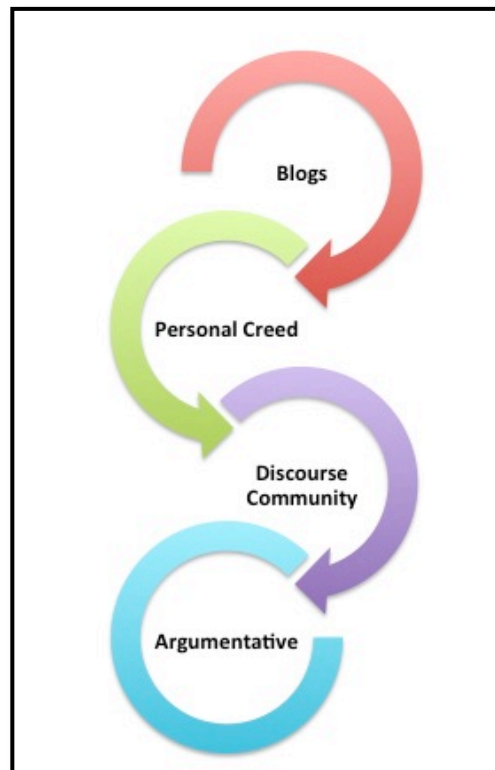 Blogs
Personal Creed
Discourse
Community
Argumentative